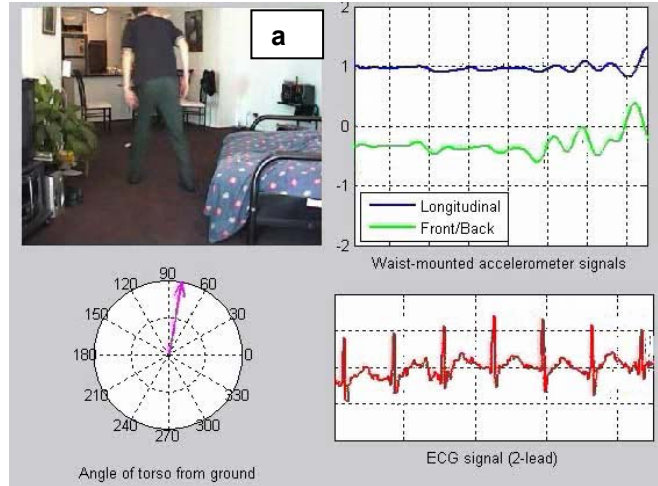 a
2
1
0
-1
-2
Longitudinal
Front/Back
Waist-mounted accelerometer signals
90
120 60
150 30
180 0
210 330
240 300
270
Angle of torso from ground
ECG signal (2-lead)